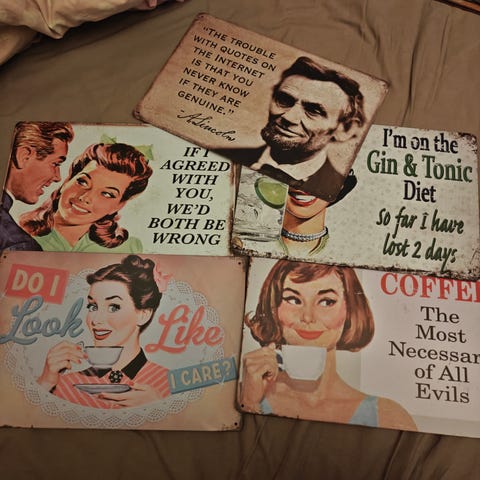 "THE TROUBLE
WITH QUOTES ON
THE INTERNET
IS THAT YOU
NEVER KNOW
IF THEY ARE
GENUINE."
-A.Lincoln
IF I
AGREED
WITH
YOU,
WE'D
BOTH BE
WRONG
I'm on the
Gin & Tonic
Diet
so far i have
lost 2 days
DO I
Look
Like
I CARE?
COFFEE
The
Most
Necessar
of All
Evils